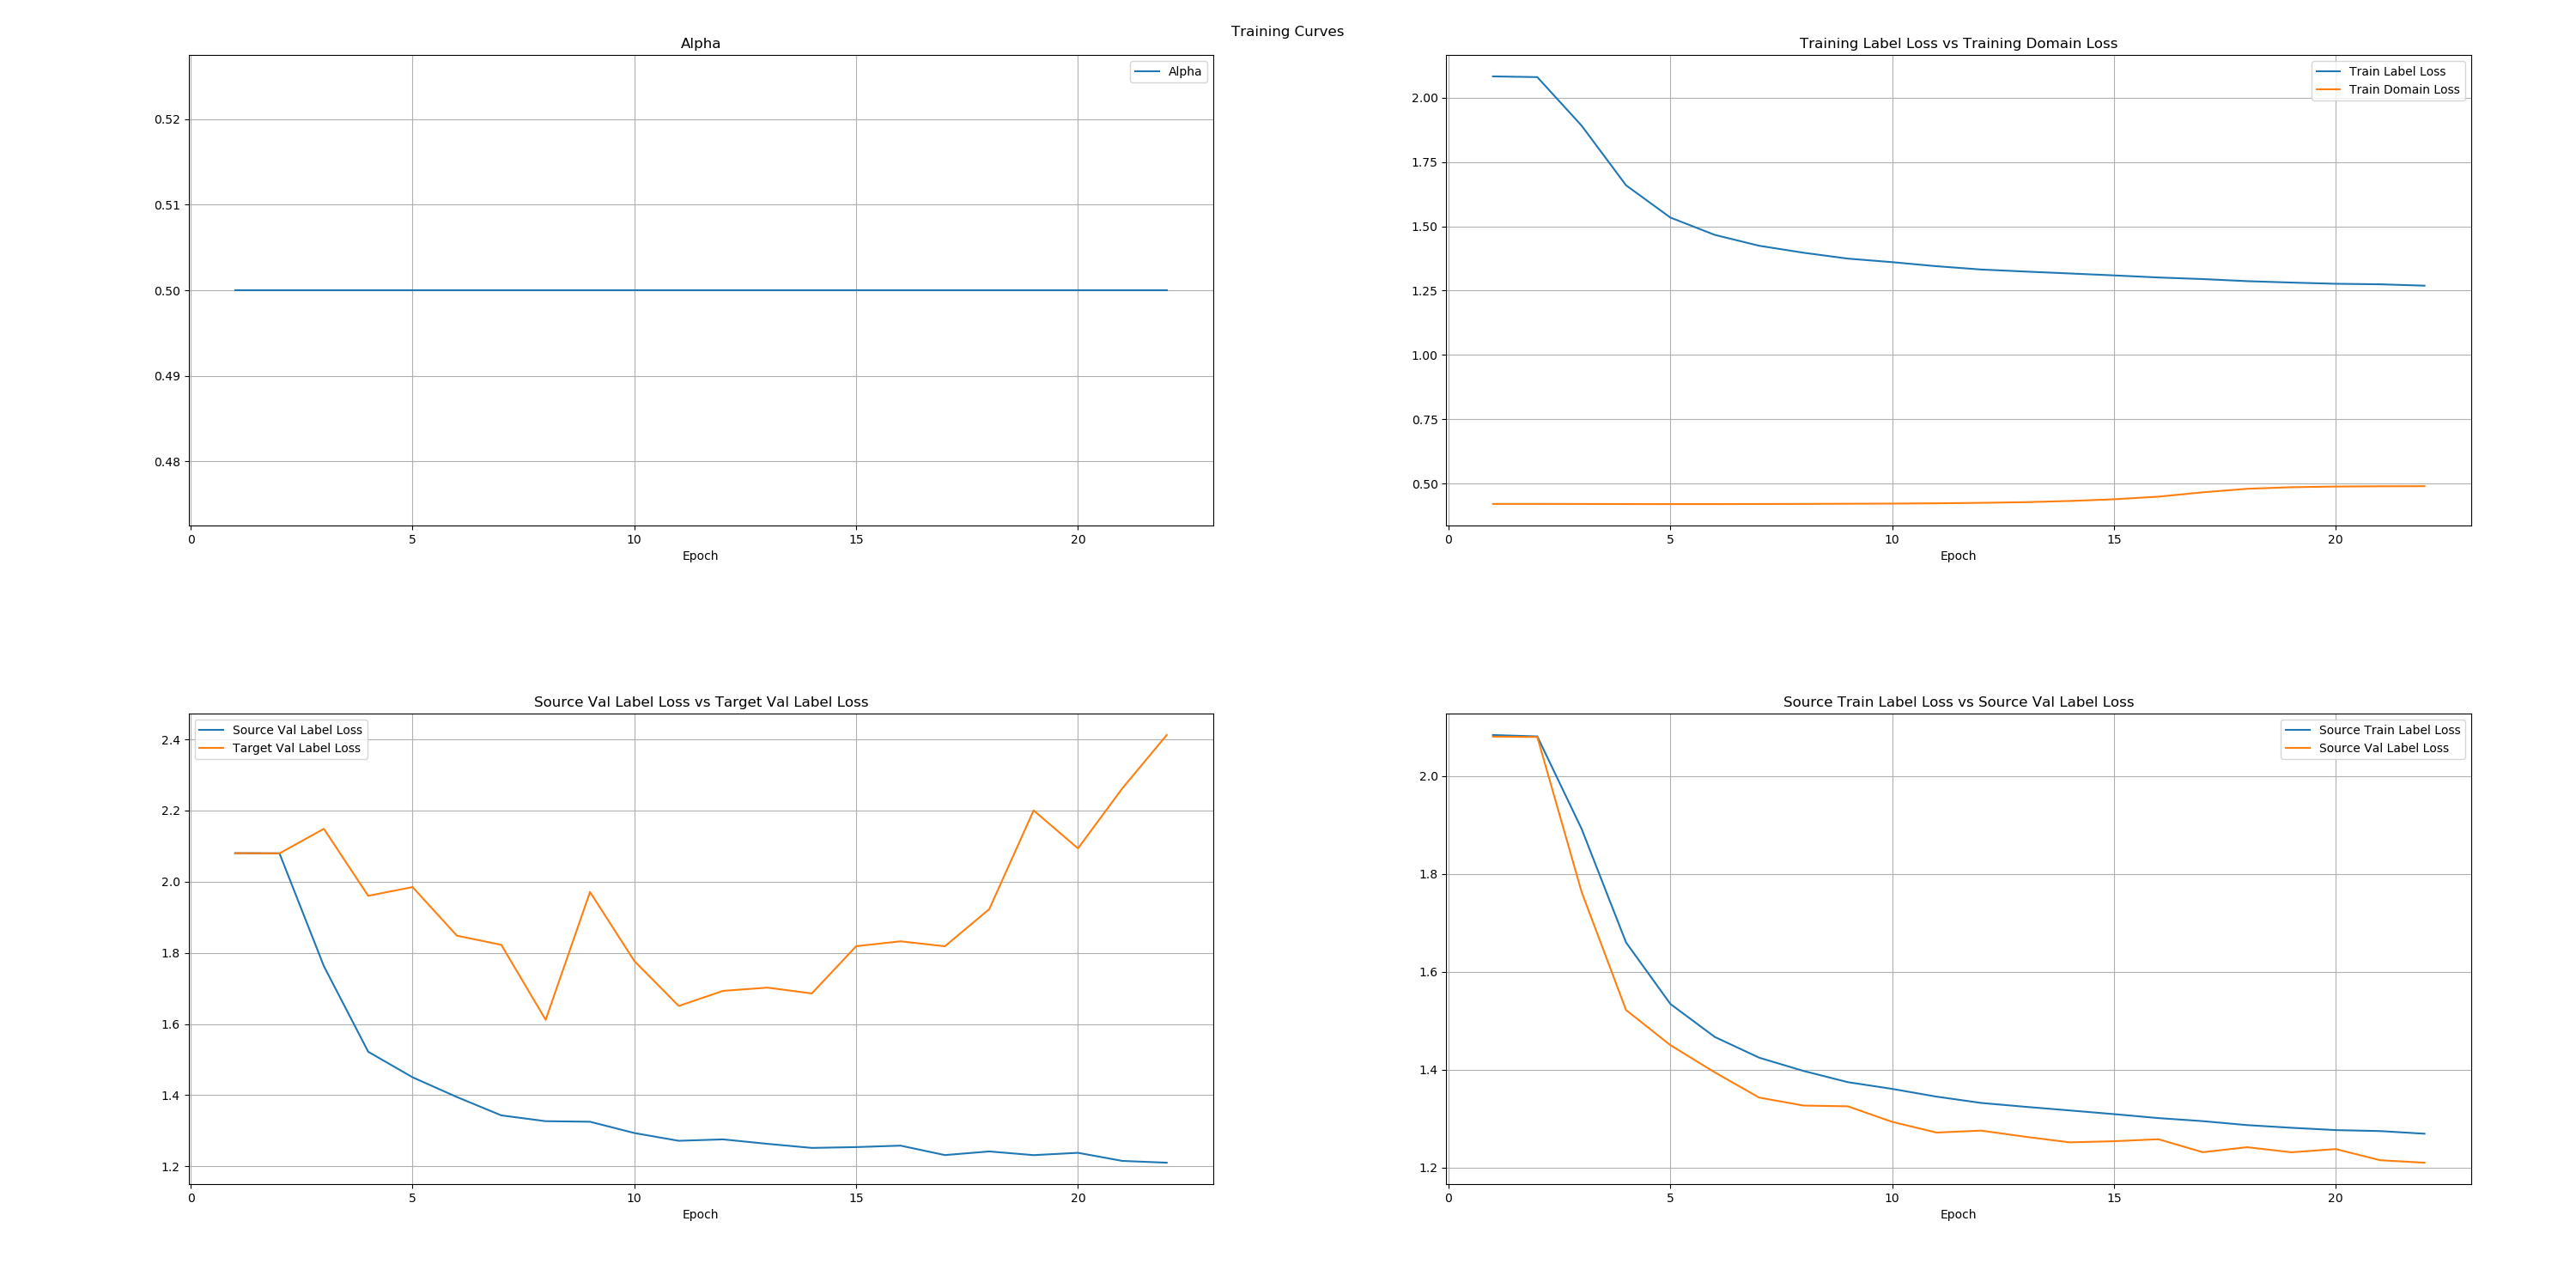 Training Curves
Alpha
Alpha
0.52
0.51
0.50
0.49
0.48
0
5
10
15
20
Epoch
Training Label Loss vs Training Domain Loss
Train Label Loss
Train Domain Loss
2.00
1.75
1.50
1.25
1.00
0.75
0.50
0
5
10
15
20
Epoch
Source Val Label Loss vs Target Val Label Loss
Source Val Label Loss
Target Val Label Loss
2.4
2.2
2.0
1.8
1.6
1.4
1.2
0
5
10
15
20
Epoch
Source Train Label Loss vs Source Val Label Loss
Source Train Label Loss
Source Val Label Loss
2.0
1.8
1.6
1.4
1.2
0
5
10
15
20
Epoch